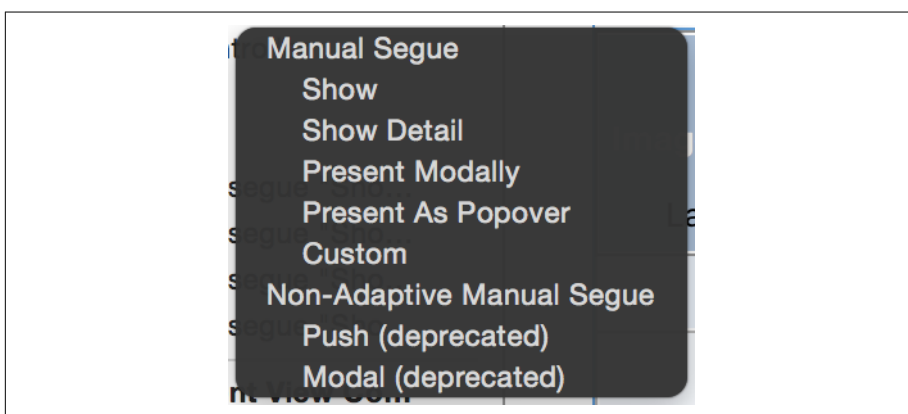 Manual Segue
Show
Show Detail
Present Modally
Present As Popover
Custom
Non-Adaptive Manual Segue
Push (deprecated)
Modal (deprecated)